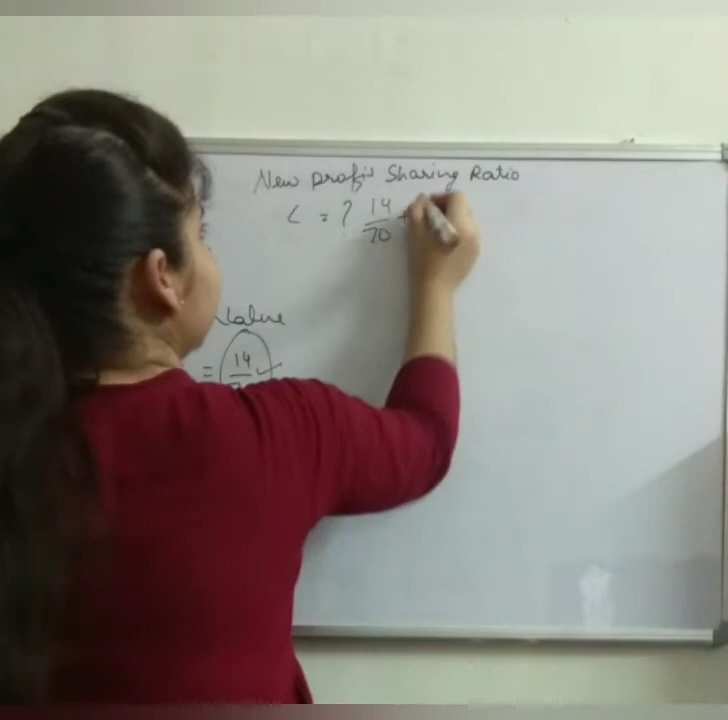 New profit Sharing Ratio
C = ? 14/70 +
Value
= 14